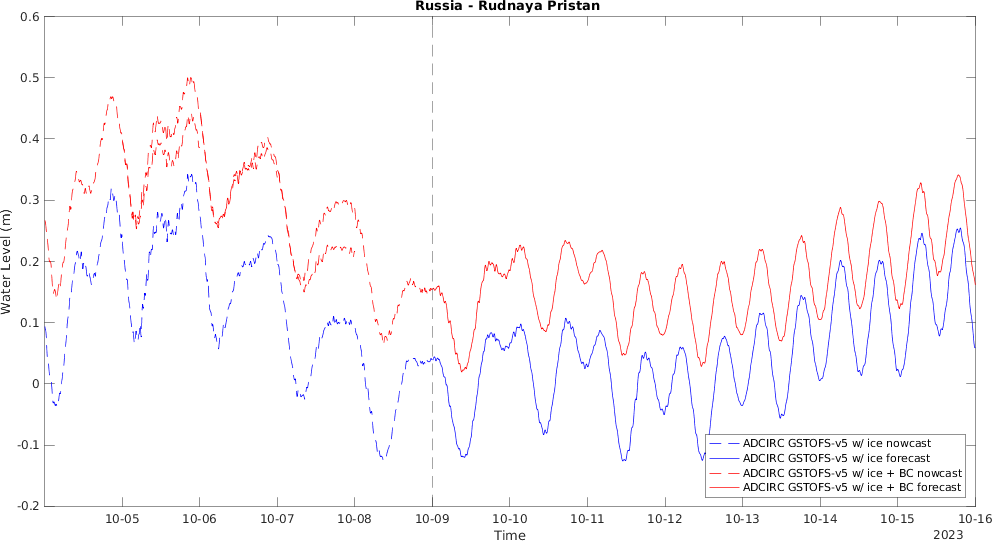 Russia - Rudnaya Pristan
0.6
0.5
0.4
0.3
0.2
0.1
0
-0.1
-0.2
Water Level (m)
ADCIRC GSTOFS-v5 w/ ice nowcast
ADCIRC GSTOFS-v5 w/ ice forecast
ADCIRC GSTOFS-v5 w/ ice + BC nowcast
ADCIRC GSTOFS-v5 w/ ice + BC forecast
10-05 10-06 10-07 10-08 10-09 10-10 10-11 10-12 10-13 10-14 10-15 10-16
Time
2023